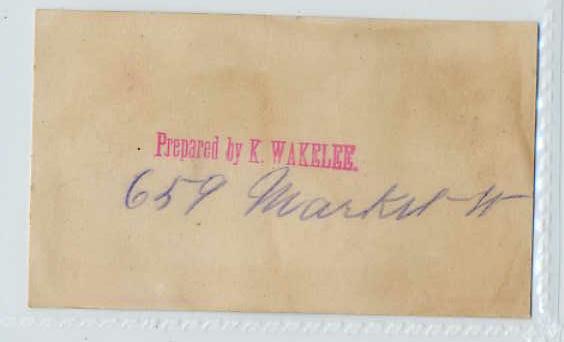 Prepared by K. WAKELEE.
659 Market St